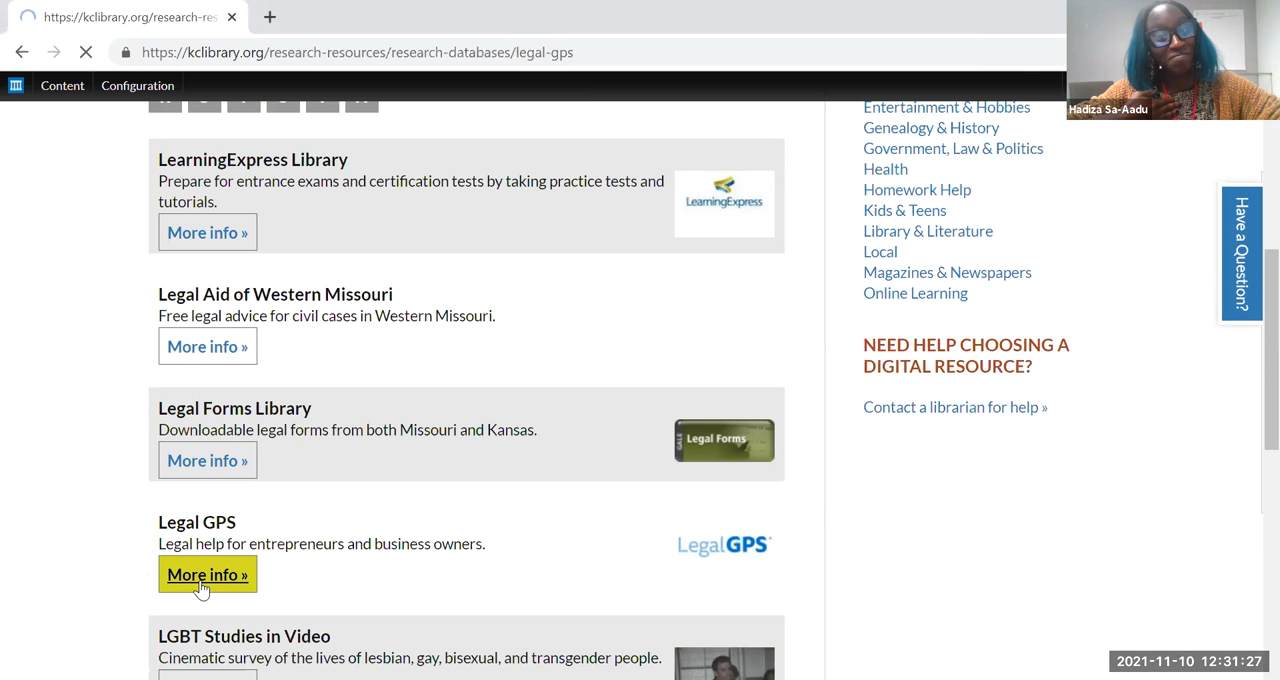 https://kclibrary.org/research-res
https://kclibrary.org/research-resources/research-databases/legal-gps
Content Configuration
Hadiza Sa-Aadu
LearningExpress Library
Prepare for entrance exams and certification tests by taking practice tests and
tutorials.
More info »
LearningExpress
Legal Aid of Western Missouri
Free legal advice for civil cases in Western Missouri.
More info »
Legal Forms Library
Downloadable legal forms from both Missouri and Kansas.
More info »
GALE
Legal Forms
Legal GPS
Legal help for entrepreneurs and business owners.
More info »
LegalGPS
LGBT Studies in Video
Cinematic survey of the lives of lesbian, gay, bisexual, and transgender people.
Entertainment & Hobbies
Genealogy & History
Government, Law & Politics
Health
Homework Help
Kids & Teens
Library & Literature
Local
Magazines & Newspapers
Online Learning
NEED HELP CHOOSING A
DIGITAL RESOURCE?
Contact a librarian for help »
Have a Question?
2021-11-10 12:31:27